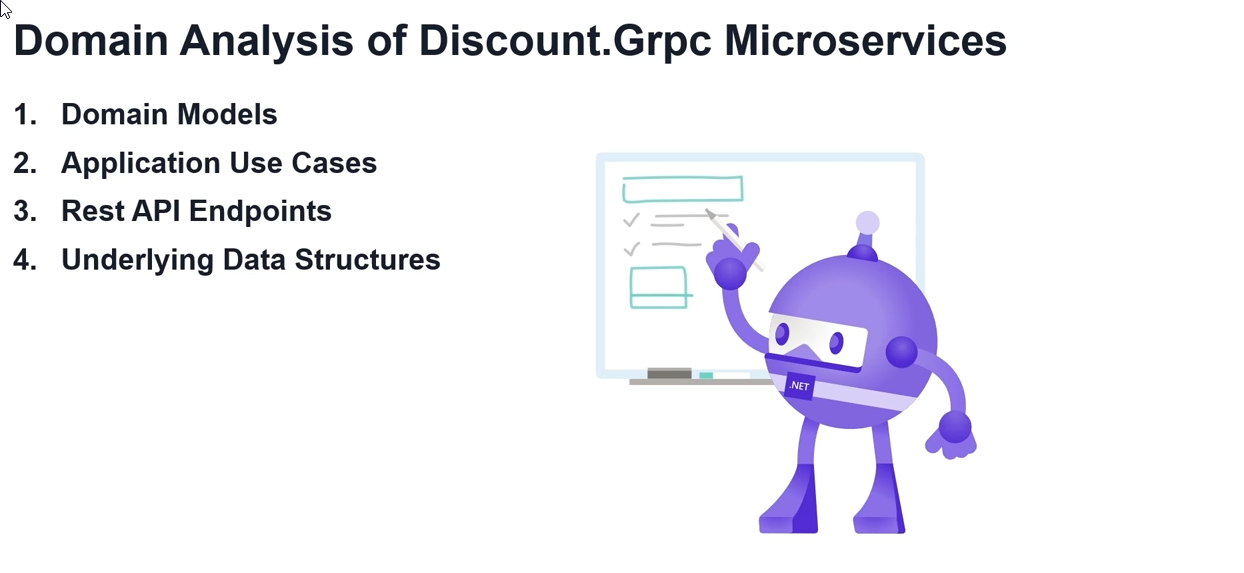 Domain Analysis of Discount.Grpc Microservices
1. Domain Models
2. Application Use Cases
3. Rest API Endpoints
4. Underlying Data Structures
.NET